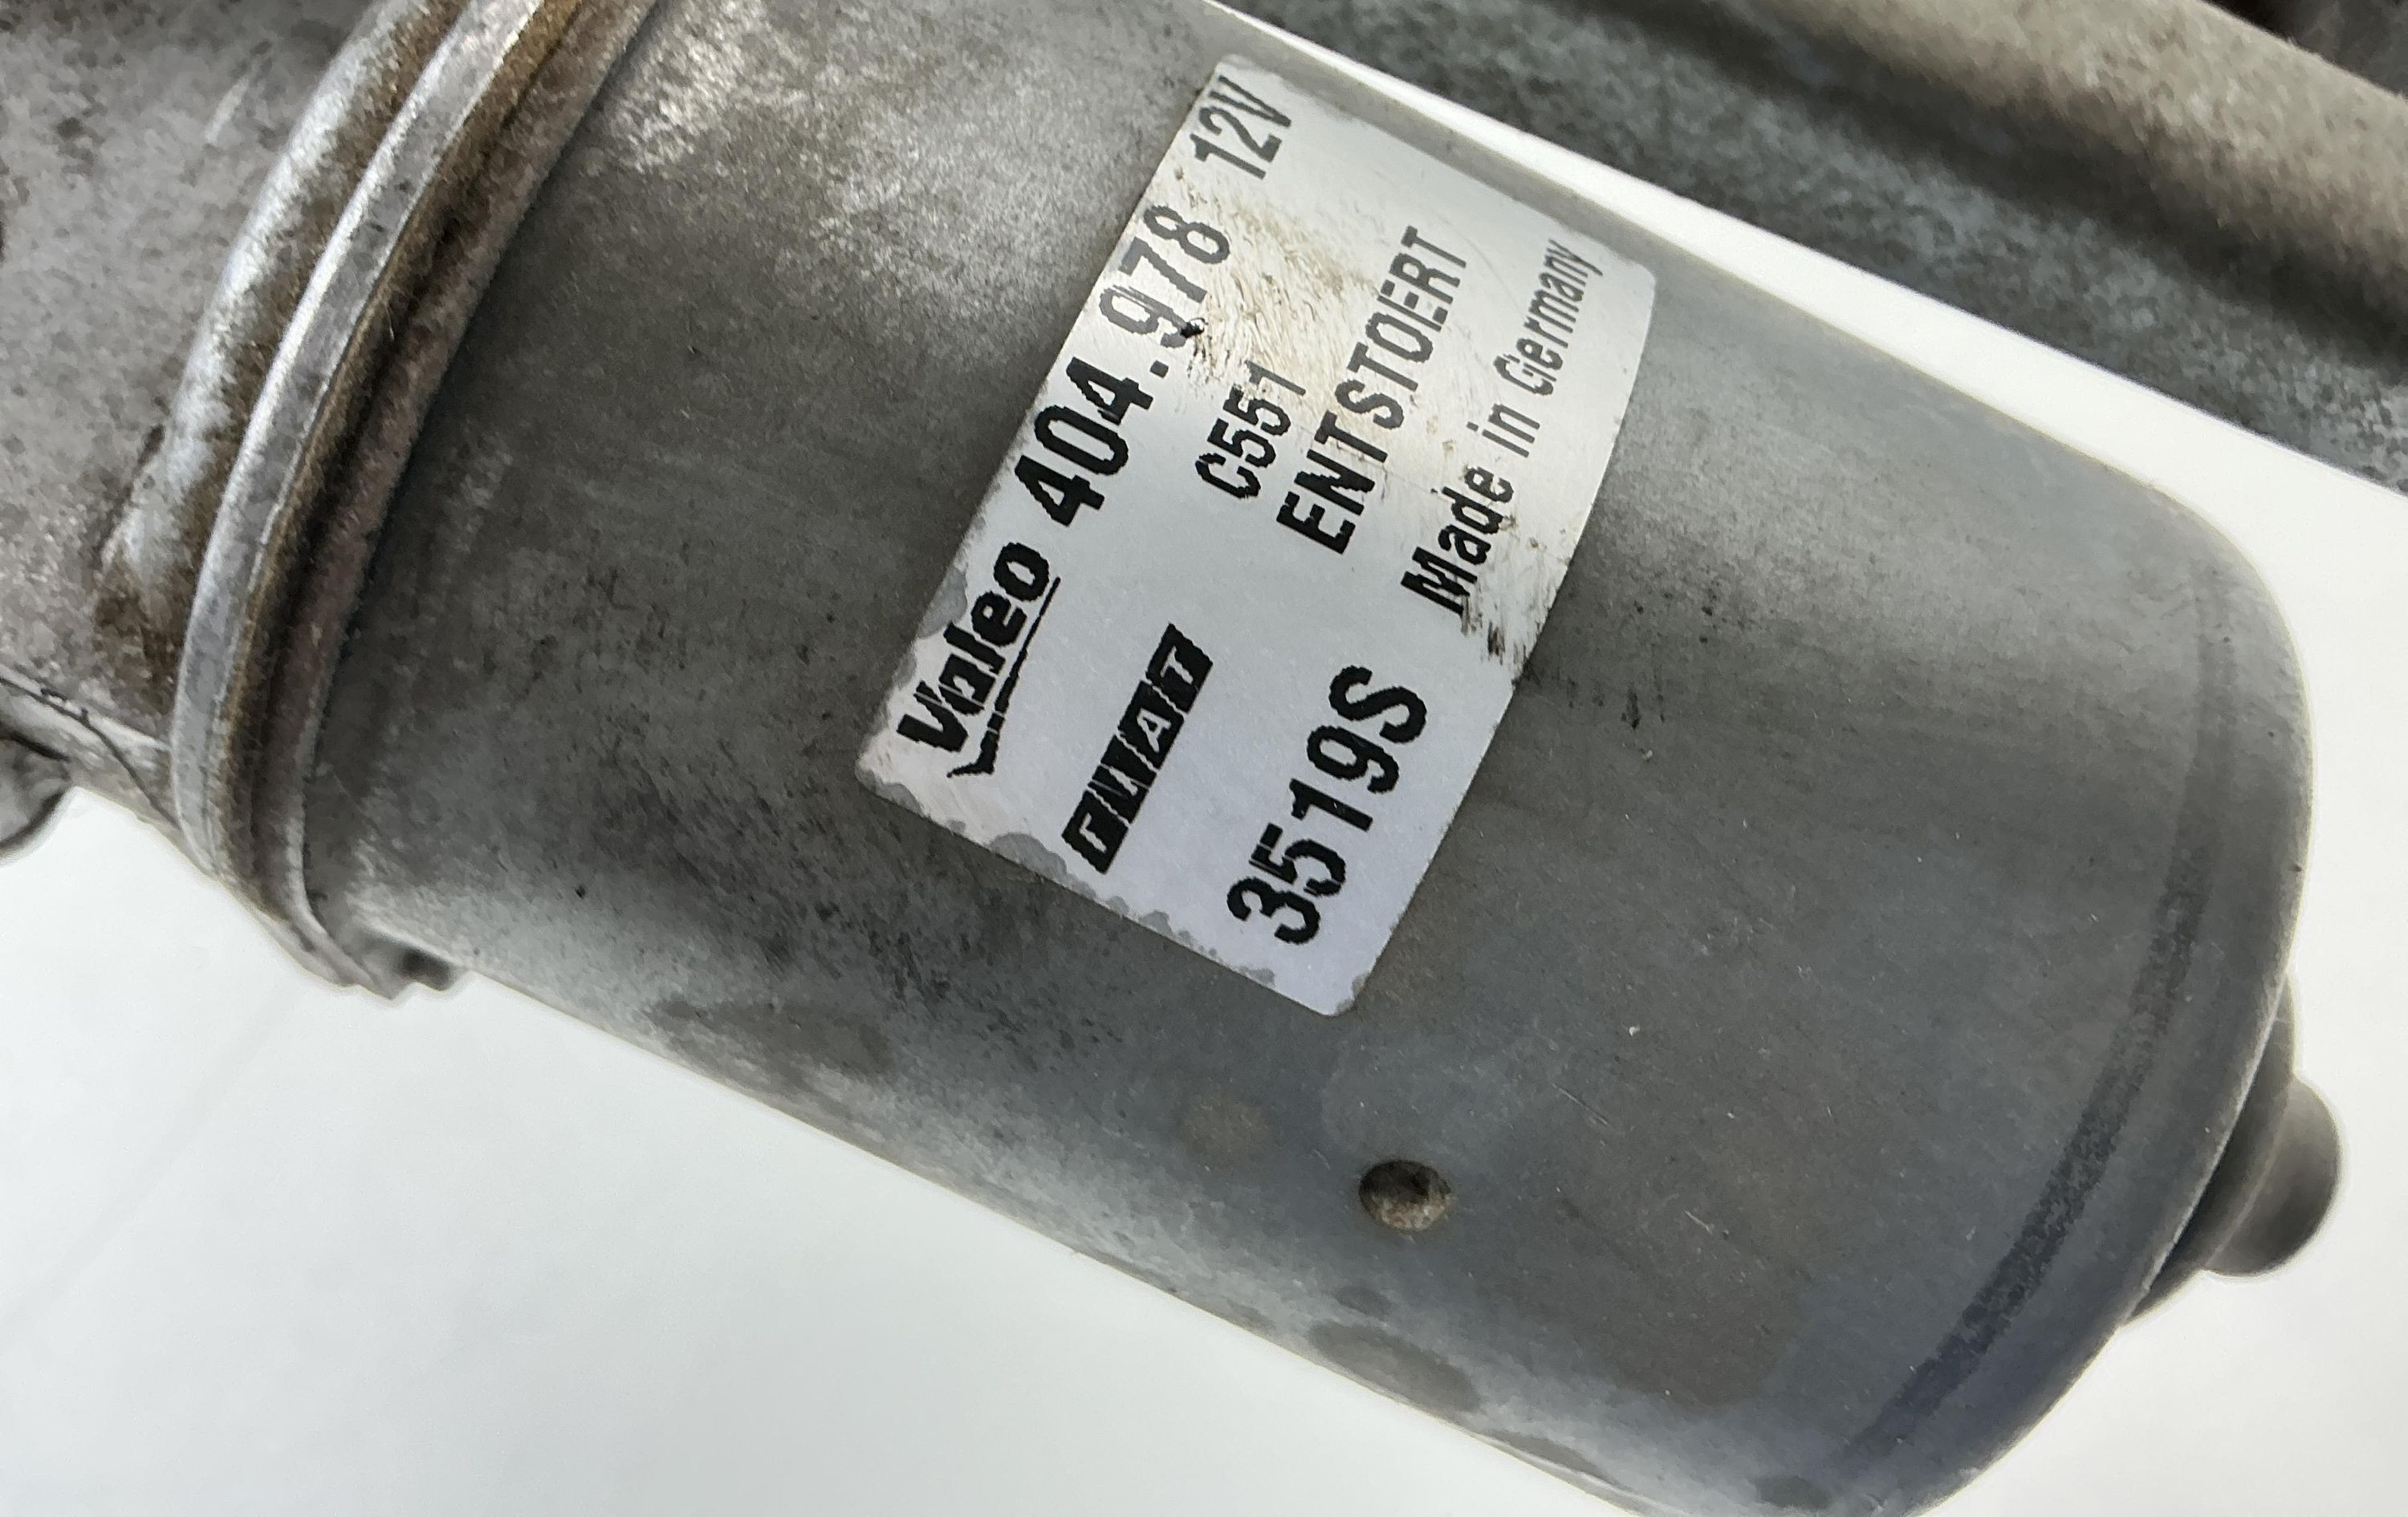 Valeo 404.978 12V
FIAT C551
ENTSTOERT
3519S Made in Germany